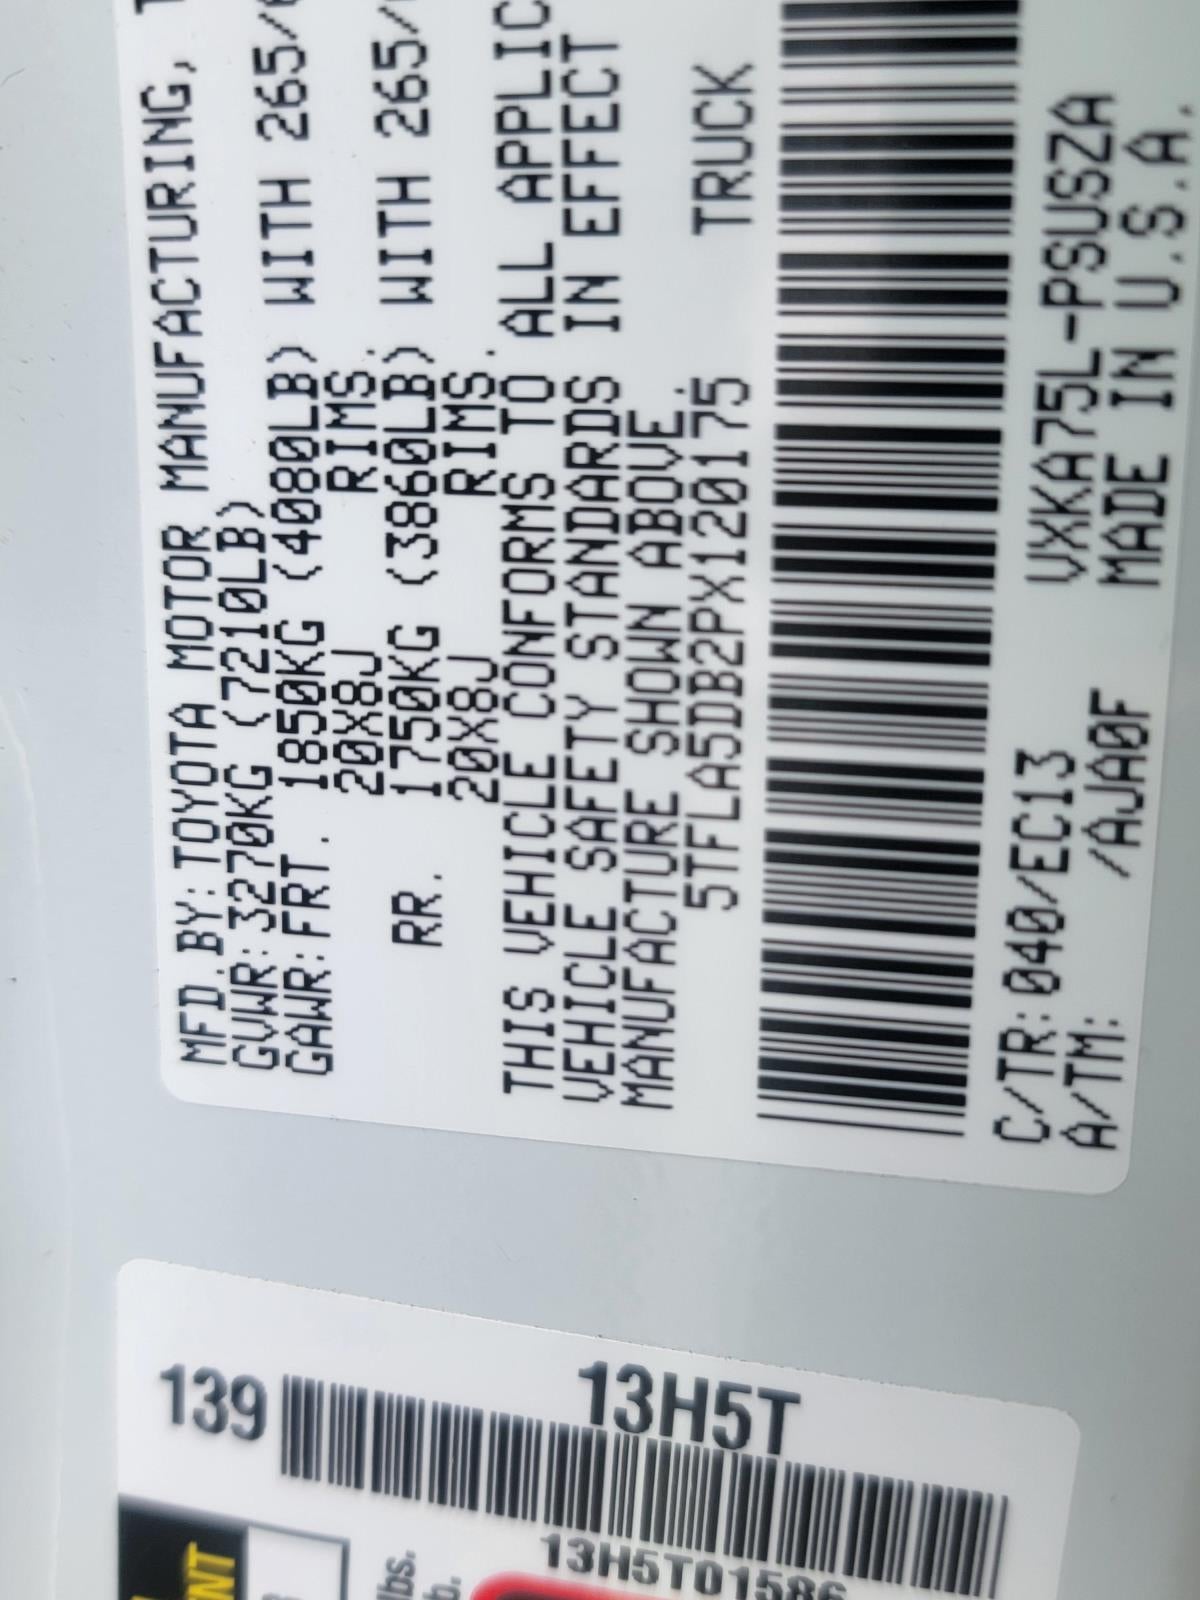 MFD.BY:TOYOTA MOTOR MANUFACTURING,
GVWR:3270KG (7210LB)
GAWR:FRT. 1850KG (4080LB) WITH 265/
20X8J RIMS.
RR. 1750KG (3860LB) WITH 265/
20X8J RIMS.
THIS VEHICLE CONFORMS TO ALL APPLIC
VEHICLE SAFETY STANDARDS IN EFFECT
MANUFACTURE SHOWN ABOVE.
5TFLA5DB2PX120175 TRUCK
C/TR:040/EC13 VXKA75L-PSUSZA
A/TM: /AJA0F MADE IN U.S.A.
139
13H5T
13H5T01586
lbs.